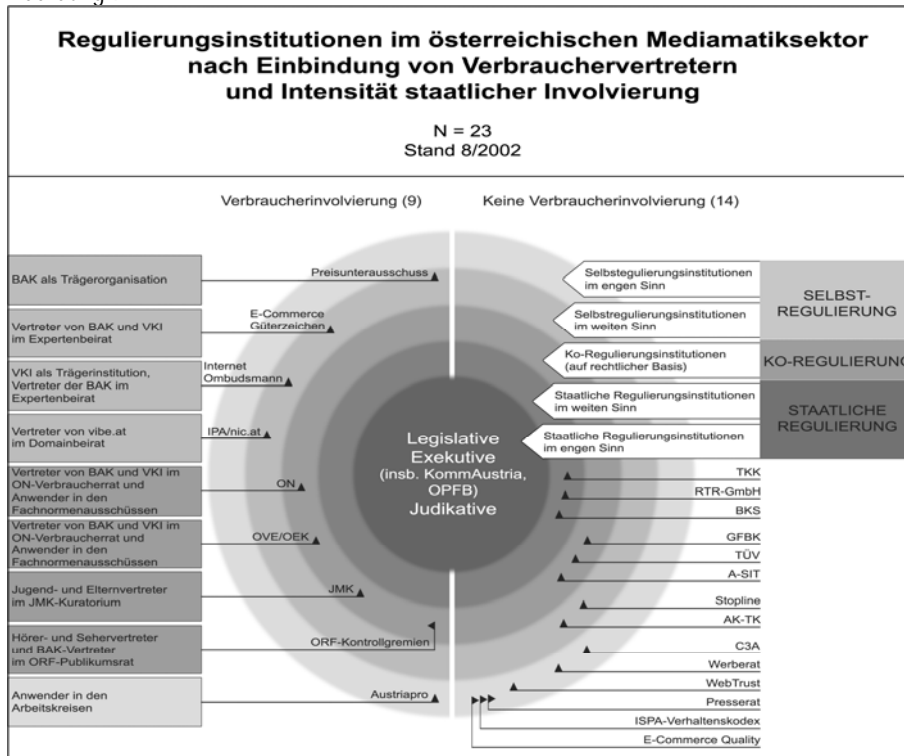 Regulierungsinstitutionen im österreichischen Mediamatiksektor
nach Einbindung von Verbrauchervertretern
und Intensität staatlicher Involvierung
N = 23
Stand 8/2002
Verbraucherinvolvierung (9)
Keine Verbraucherinvolvierung (14)
BAK als Trägerorganisation
Preisunterausschuss
Vertreter von BAK und VKI
im Expertenbeirat
E-Commerce
Güterzeichen
VKI als Trägerinstitution,
Vertreter der BAK im
Expertenbeirat
Internet
Ombudsmann
Vertreter von vibe.at
im Domainbeirat
IPA/nic.at
Vertreter von BAK und VKI im
ON-Verbraucherrat und
Anwender in den
Fachnormenausschüssen
ON
Vertreter von BAK und VKI im
ON-Verbraucherrat und
Anwender in den
Fachnormenausschüssen
OVE/OEK
Jugend- und Elternvertreter
im JMK-Kuratorium
JMK
Hörer- und Sehervertreter
und BAK-Vertreter
im ORF-Publikumsrat
ORF-Kontrollgremien
Anwender in den
Arbeitskreisen
Austriapro
Legislative
Exekutive
(insb. KommAustria,
OPFB)
Judikative
Selbstegulierungsinstitutionen
im engen Sinn
Selbstregulierungsinstitutionen
im weiten Sinn
SELBST-
REGULIERUNG
Ko-Regulierungsinstitutionen
(auf rechtlicher Basis)
KO-REGULIERUNG
Staatliche Regulierungsinstitutionen
im weiten Sinn
Staatliche Regulierungsinstitutionen
im engen Sinn
STAATLICHE
REGULIERUNG
TKK
RTR-GmbH
BKS
GFBK
TÜV
A-SIT
Stopline
AK-TK
C3A
Werberat
WebTrust
Presserat
ISPA-Verhaltenskodex
E-Commerce Quality